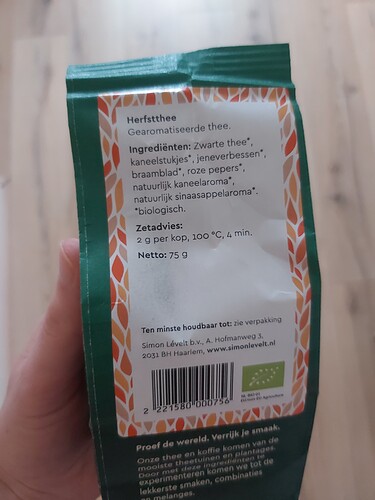 Herfstthee
Gearomatiseerde thee.
Ingrediënten: Zwarte thee*,
kaneelstukjes*, jeneverbessen*,
braamblad*, roze pepers*,
natuurlijk kaneelaroma*,
natuurlijk sinaasappelaroma*.
*biologisch.
Zetadvies:
2 g per kop, 100 °C, 4 min.
Netto: 75 g
Ten minste houdbaar tot: zie verpakking
Simon Lévelt b.v., A. Hofmanweg 3,
2031 BH Haarlem, www.simonlevelt.nl
2 221580 000756
Proef de wereld. Verrijk je smaak.
Onze thee en koffie komen van de
mooiste theetuinen en plantages.
Door met deze ingrediënten te
experimenteren komen we tot de
lekkerste smaken, combinaties
en melanges.